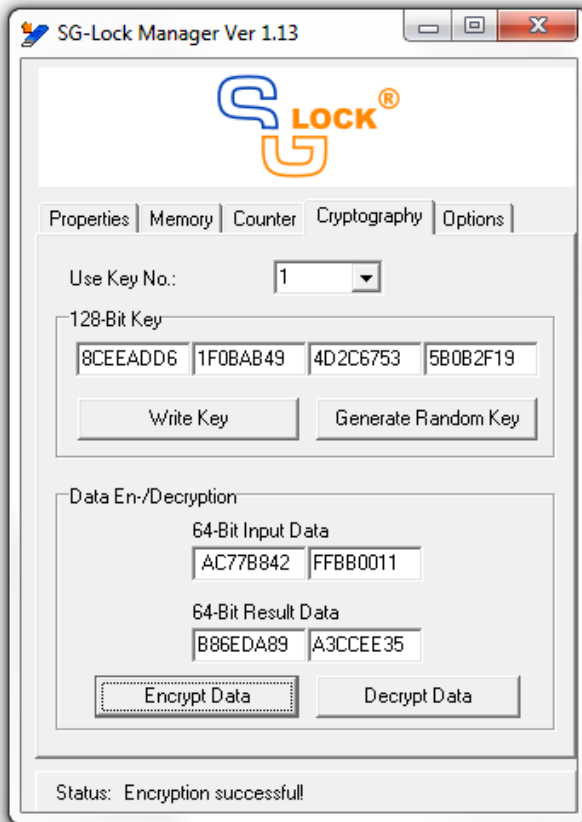 SG-Lock Manager Ver 1.13
SG LOCK®
Properties Memory Counter Cryptography Options
Use Key No.: 1
128-Bit Key
8CEEADD6 1F0BAB49 4D2C6753 5B0B2F19
Write Key Generate Random Key
Data En-/Decryption
64-Bit Input Data
AC77B842 FFBB0011
64-Bit Result Data
B86EDA89 A3CCEE35
Encrypt Data Decrypt Data
Status: Encryption successful!